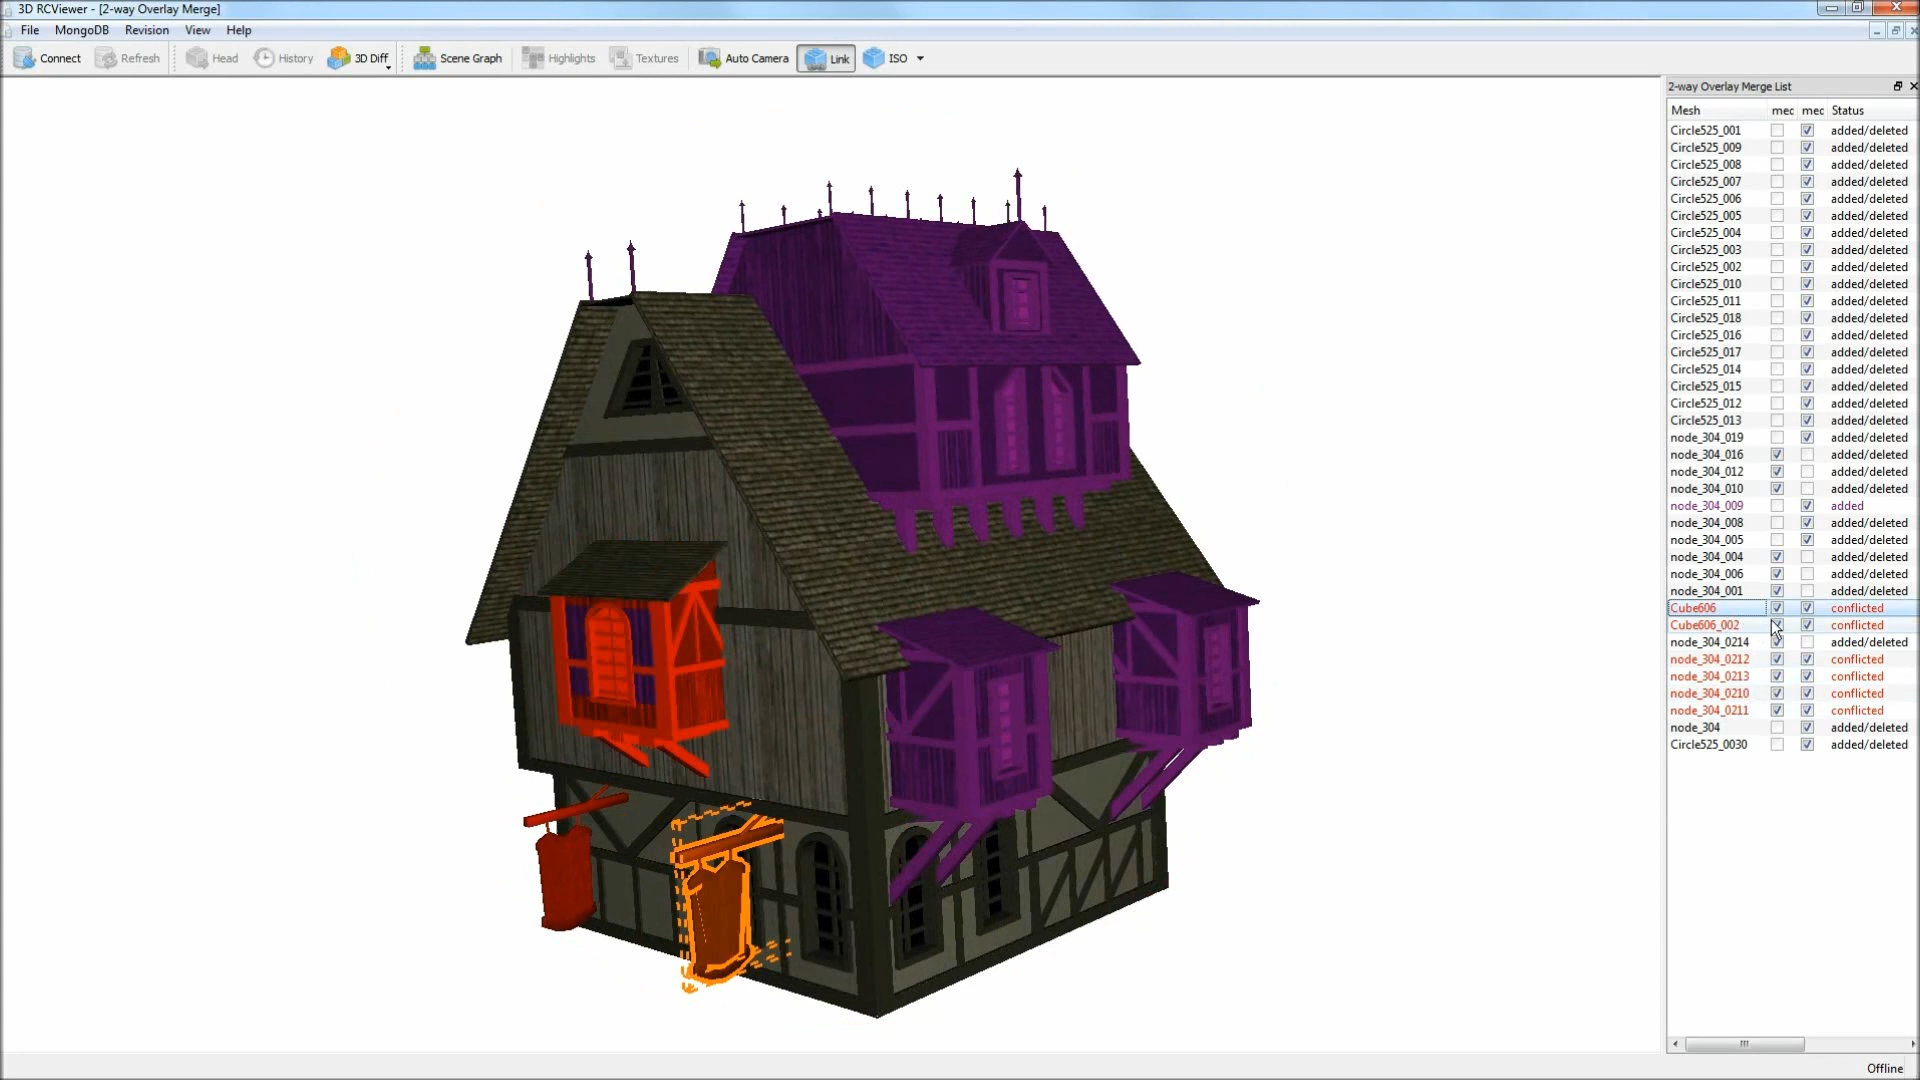 3D RCViewer - [2-way Overlay Merge]
File MongoDB Revision View Help
Connect Refresh Head History 3D Diff Scene Graph Highlights Textures Auto Camera Link ISO
2-way Overlay Merge List
Mesh mec mec Status
Circle525_001 added/deleted
Circle525_009 added/deleted
Circle525_008 added/deleted
Circle525_007 added/deleted
Circle525_006 added/deleted
Circle525_005 added/deleted
Circle525_004 added/deleted
Circle525_003 added/deleted
Circle525_002 added/deleted
Circle525_010 added/deleted
Circle525_011 added/deleted
Circle525_018 added/deleted
Circle525_016 added/deleted
Circle525_017 added/deleted
Circle525_014 added/deleted
Circle525_015 added/deleted
Circle525_012 added/deleted
Circle525_013 added/deleted
node_304_019 added/deleted
node_304_016 added/deleted
node_304_012 added/deleted
node_304_010 added/deleted
node_304_009 added
node_304_008 added/deleted
node_304_005 added/deleted
node_304_004 added/deleted
node_304_006 added/deleted
node_304_001 added/deleted
Cube606 conflicted
Cube606_002 conflicted
node_304_0214 added/deleted
node_304_0212 conflicted
node_304_0213 conflicted
node_304_0210 conflicted
node_304_0211 conflicted
node_304 added/deleted
Circle525_0030 added/deleted
Offline